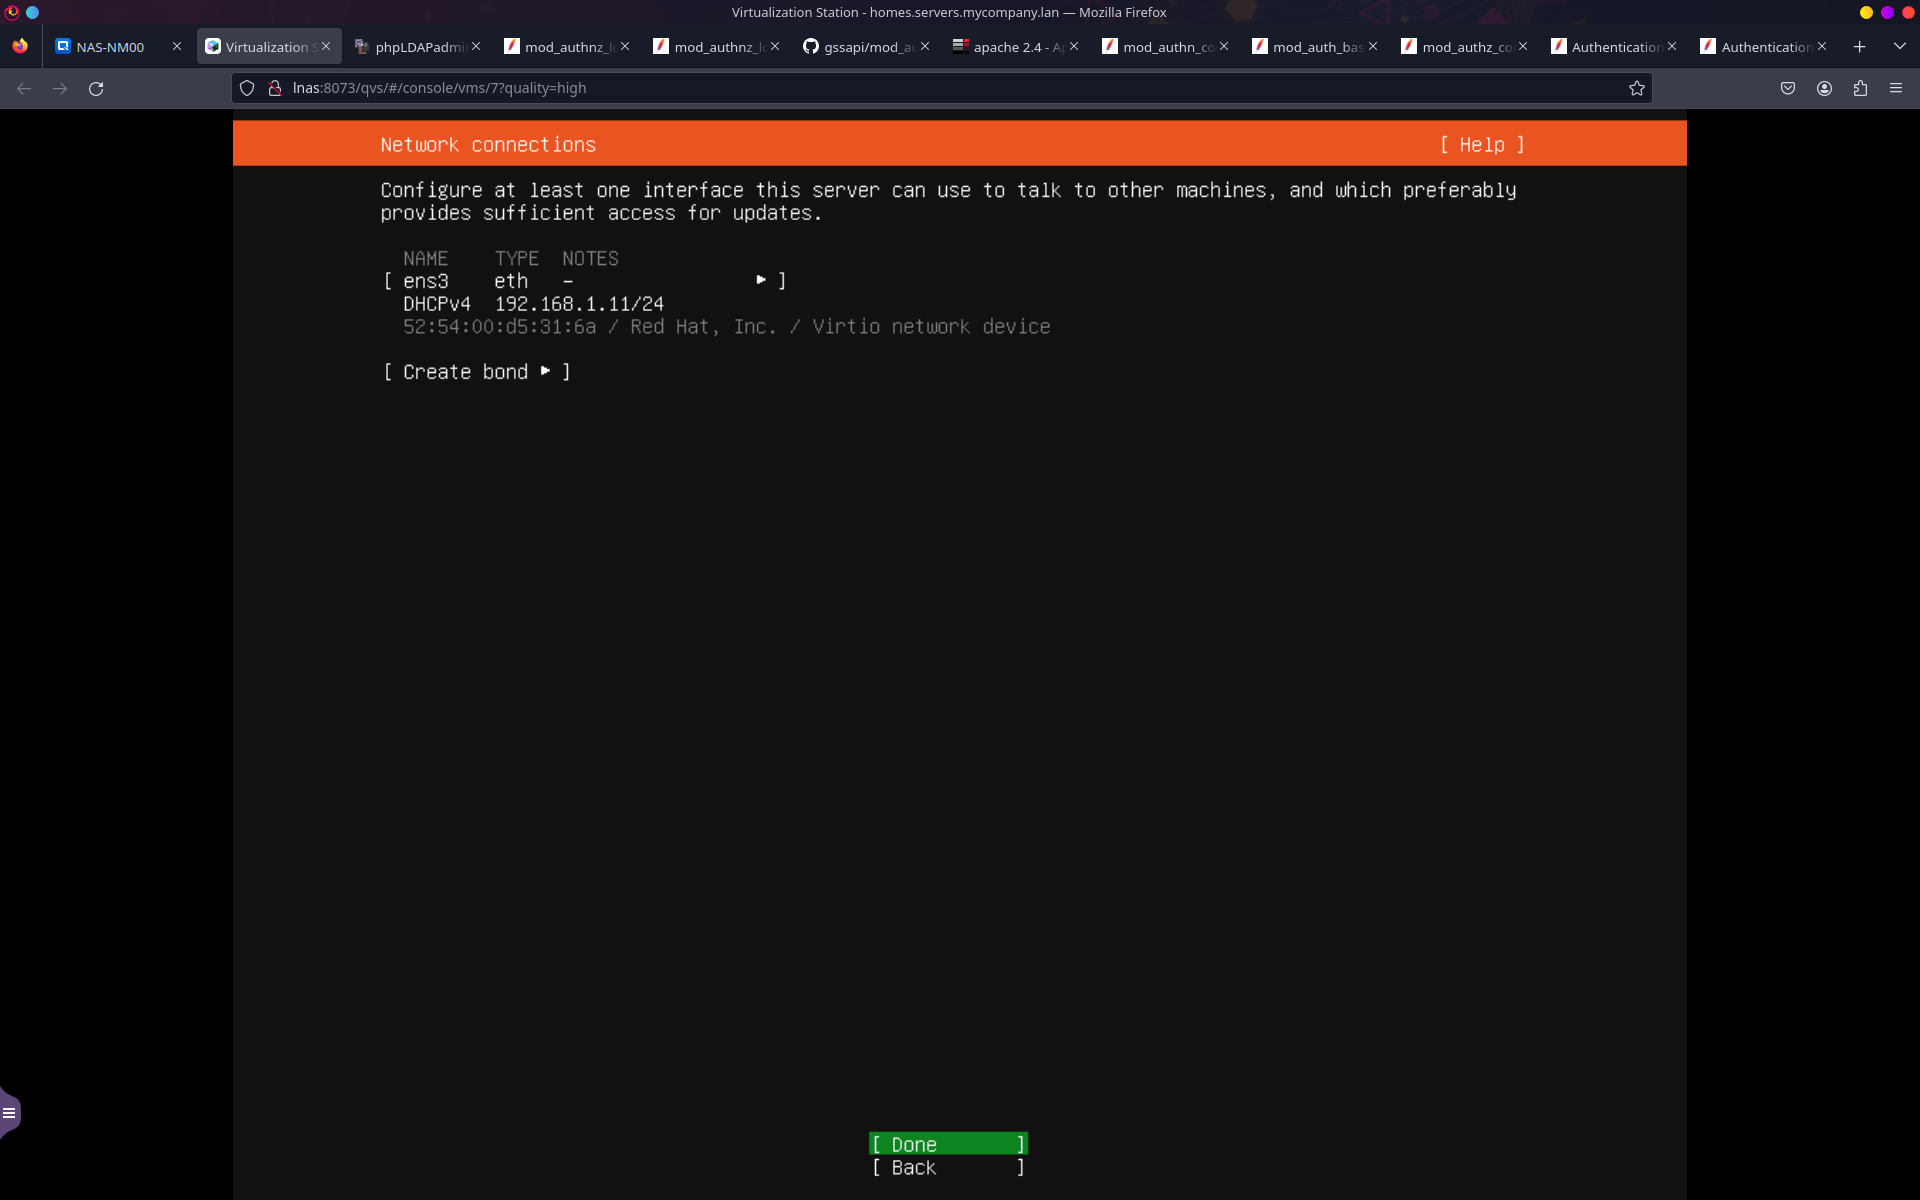 Virtualization Station - homes.servers.mycompany.lan — Mozilla Firefox
NAS-NM00
Virtualization
phpLDAPadmi
mod_authnz_l
mod_authnz_l
gssapi/mod_au
apache 2.4 - A
mod_authn_co
mod_auth_bas
mod_authz_co
Authentication
Authentication
lnas:8073/qvs/#/console/vms/7?quality=high
Network connections [ Help ]
Configure at least one interface this server can use to talk to other machines, and which preferably
provides sufficient access for updates.
NAME TYPE NOTES
[ ens3 eth – ▸ ]
DHCPv4 192.168.1.11/24
52:54:00:d5:31:6a / Red Hat, Inc. / Virtio network device
[ Create bond ▸ ]
[ Done ]
[ Back ]